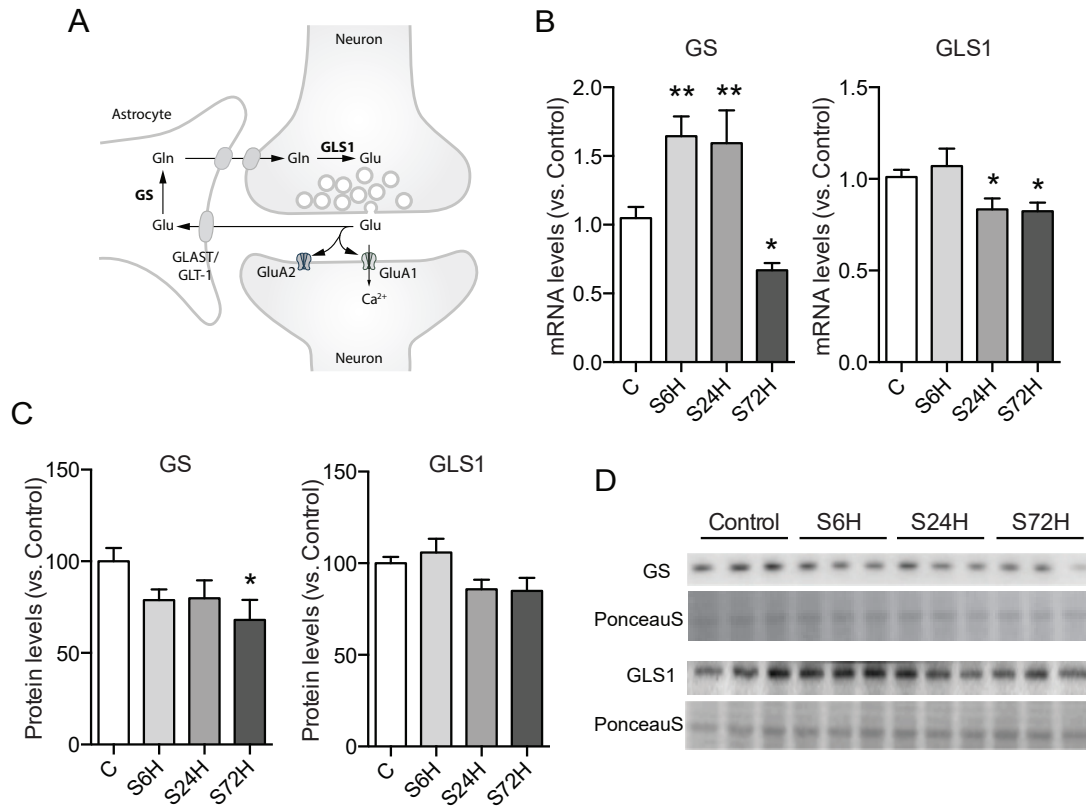 A
Neuron
Astrocyte
Gln
Gln
GLS1
Glu
GS
Glu
Glu
GLAST/
GLT-1
GluA2
GluA1
Ca²⁺
Neuron
B
GS
mRNA levels (vs. Control)
2.0
1.5
1.0
0.5
0.0
**
**
*
C
S6H
S24H
S72H
GLS1
mRNA levels (vs. Control)
1.5
1.0
0.5
0.0
*
*
C
S6H
S24H
S72H
C
GS
Protein levels (vs. Control)
150
100
50
0
*
C
S6H
S24H
S72H
GLS1
Protein levels (vs. Control)
150
100
50
0
C
S6H
S24H
S72H
D
Control S6H S24H S72H
GS
PonceauS
GLS1
PonceauS